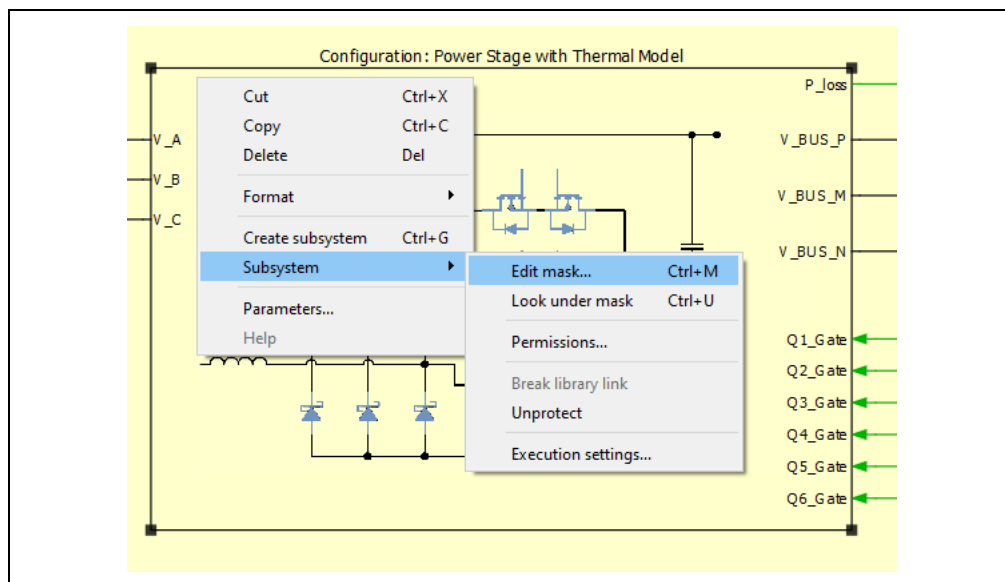 Configuration: Power Stage with Thermal Model
P_loss
Cut Ctrl+X
Copy Ctrl+C
Delete Del
Format
Create subsystem Ctrl+G
Subsystem
Parameters...
Help
V_A
V_B
V_C
Edit mask... Ctrl+M
Look under mask Ctrl+U
Permissions...
Break library link
Unprotect
Execution settings...
V_BUS_P
V_BUS_M
V_BUS_N
Q1_Gate
Q2_Gate
Q3_Gate
Q4_Gate
Q5_Gate
Q6_Gate